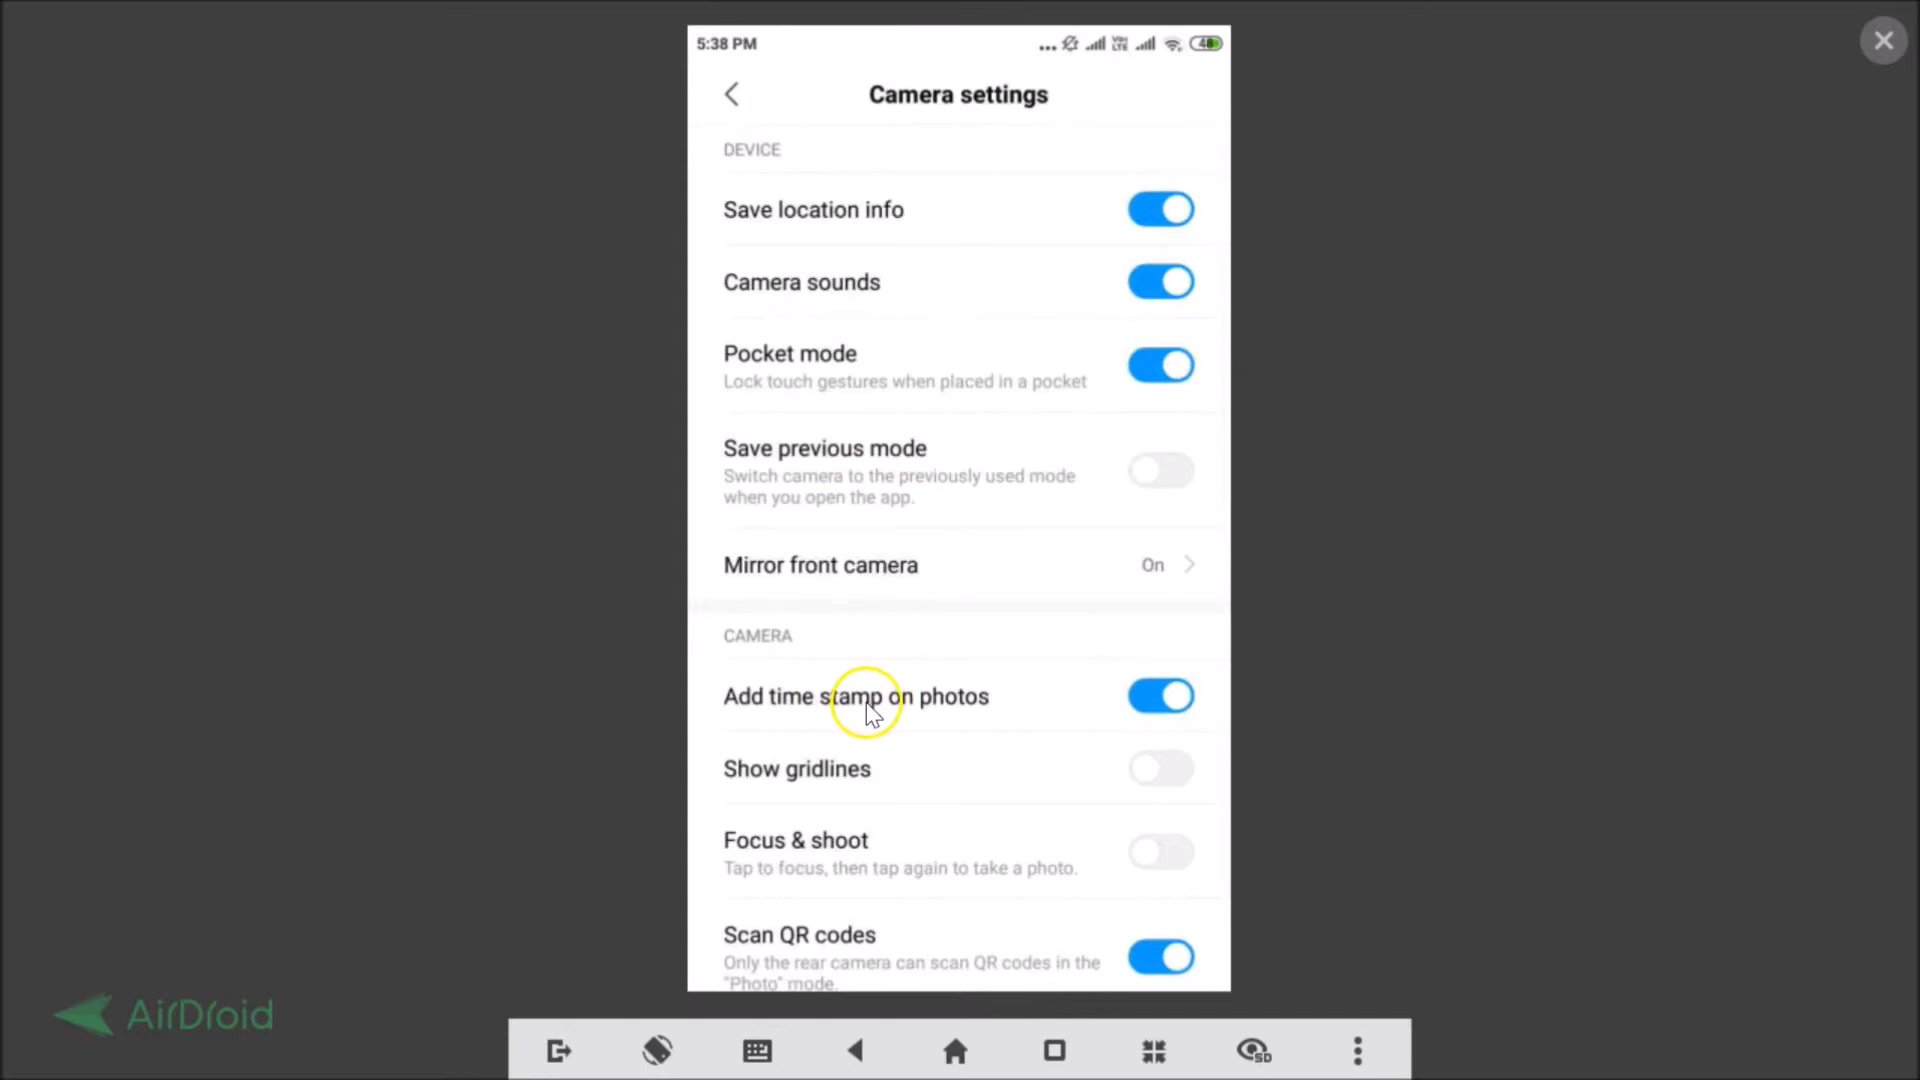 5:38 PM
48
Camera settings
DEVICE
Save location info
Camera sounds
Pocket mode
Lock touch gestures when placed in a pocket
Save previous mode
Switch camera to the previously used mode
when you open the app.
Mirror front camera On
CAMERA
Add time stamp on photos
Show gridlines
Focus & shoot
Tap to focus, then tap again to take a photo.
Scan QR codes
Only the rear camera can scan QR codes in the
"Photo" mode.
AirDroid
SD